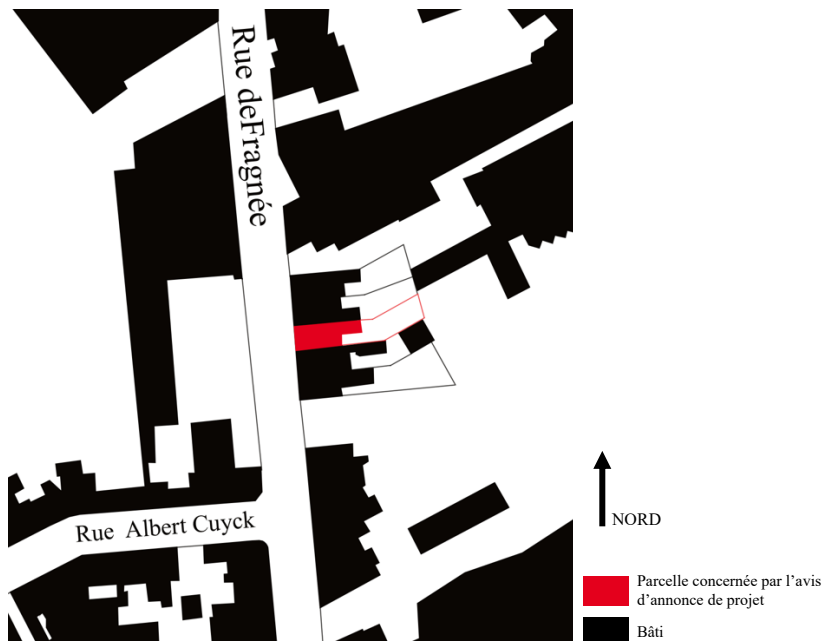 Rue deFragnée
Rue Albert Cuyck
NORD
Parcelle concernée par l’avis
d’annonce de projet
Bâti